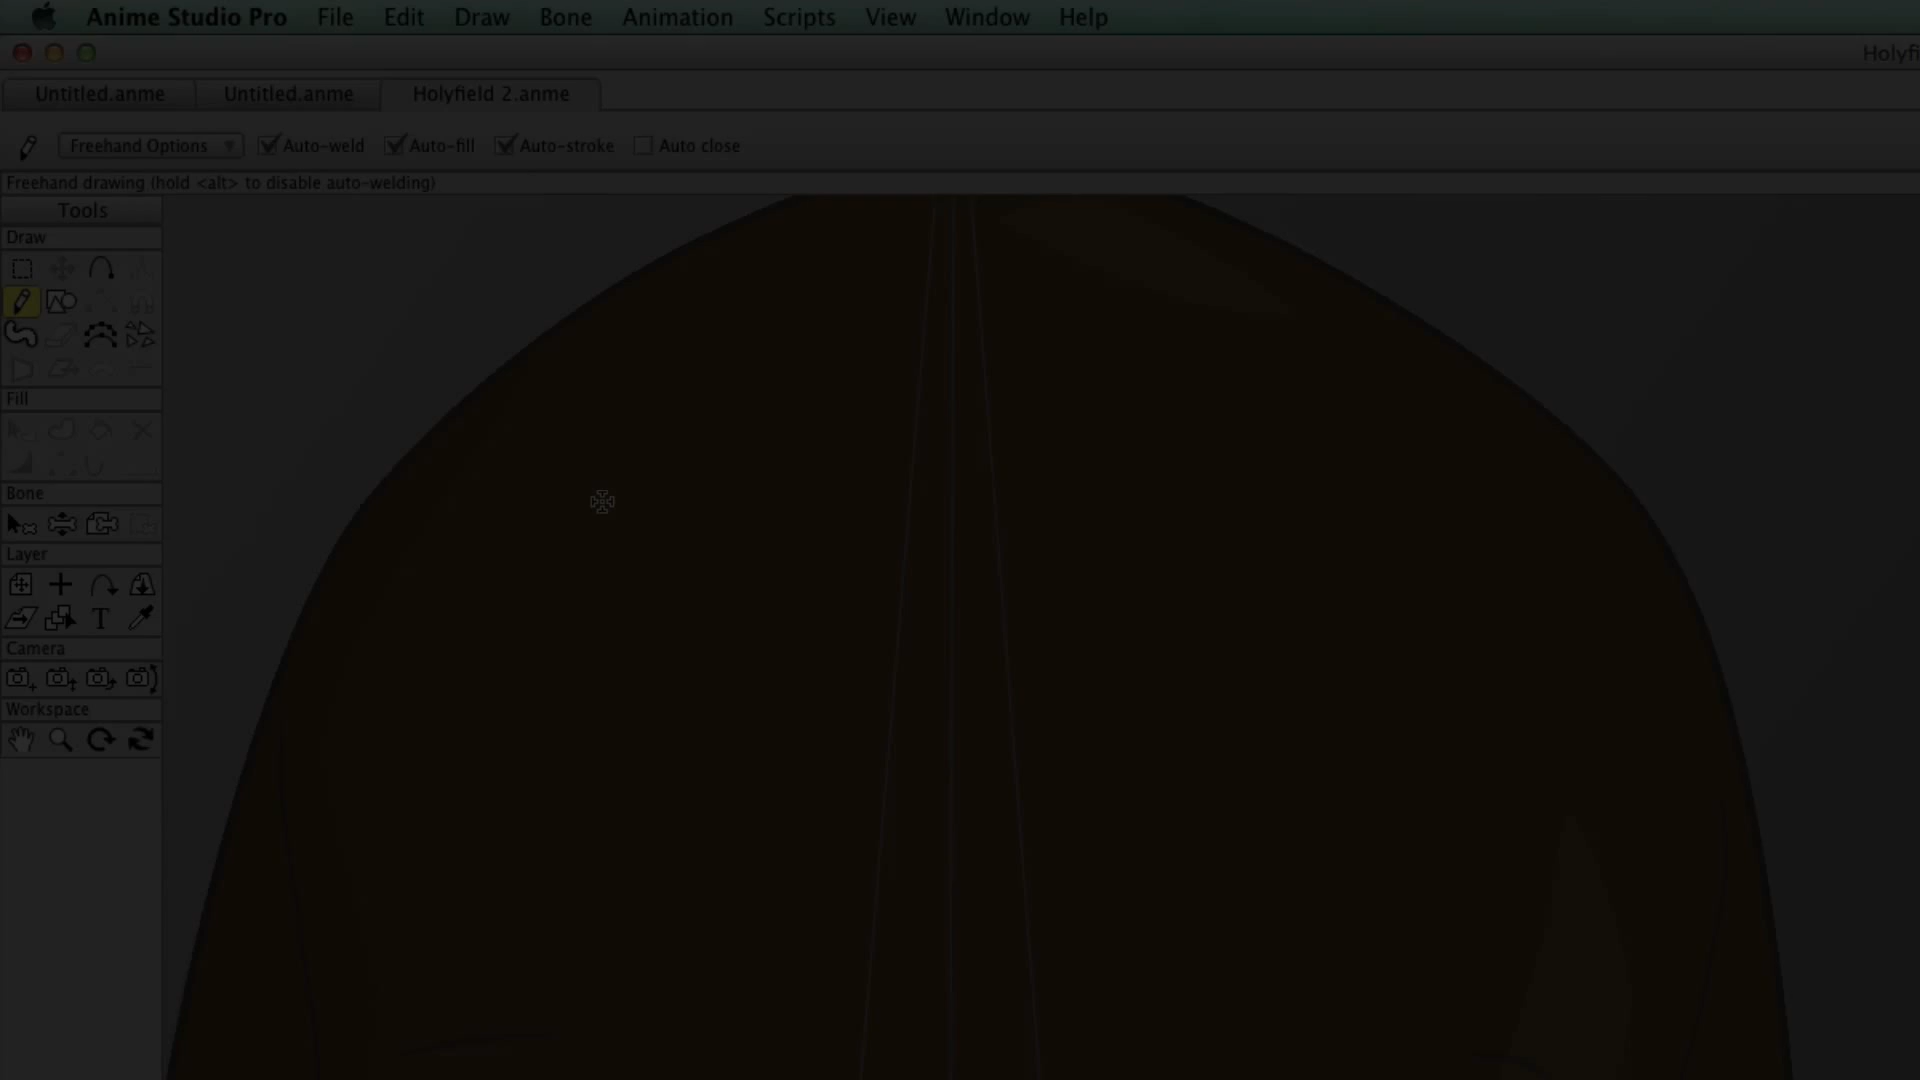 Anime Studio Pro File Edit Draw Bone Animation Scripts View Window Help
Untitled.anme Untitled.anme Holyfield 2.anme
Freehand Options Auto-weld Auto-fill Auto-stroke Auto close
Freehand drawing (hold <alt> to disable auto-welding)
Tools
Draw
Fill
Bone
Layer
T
Camera
Workspace